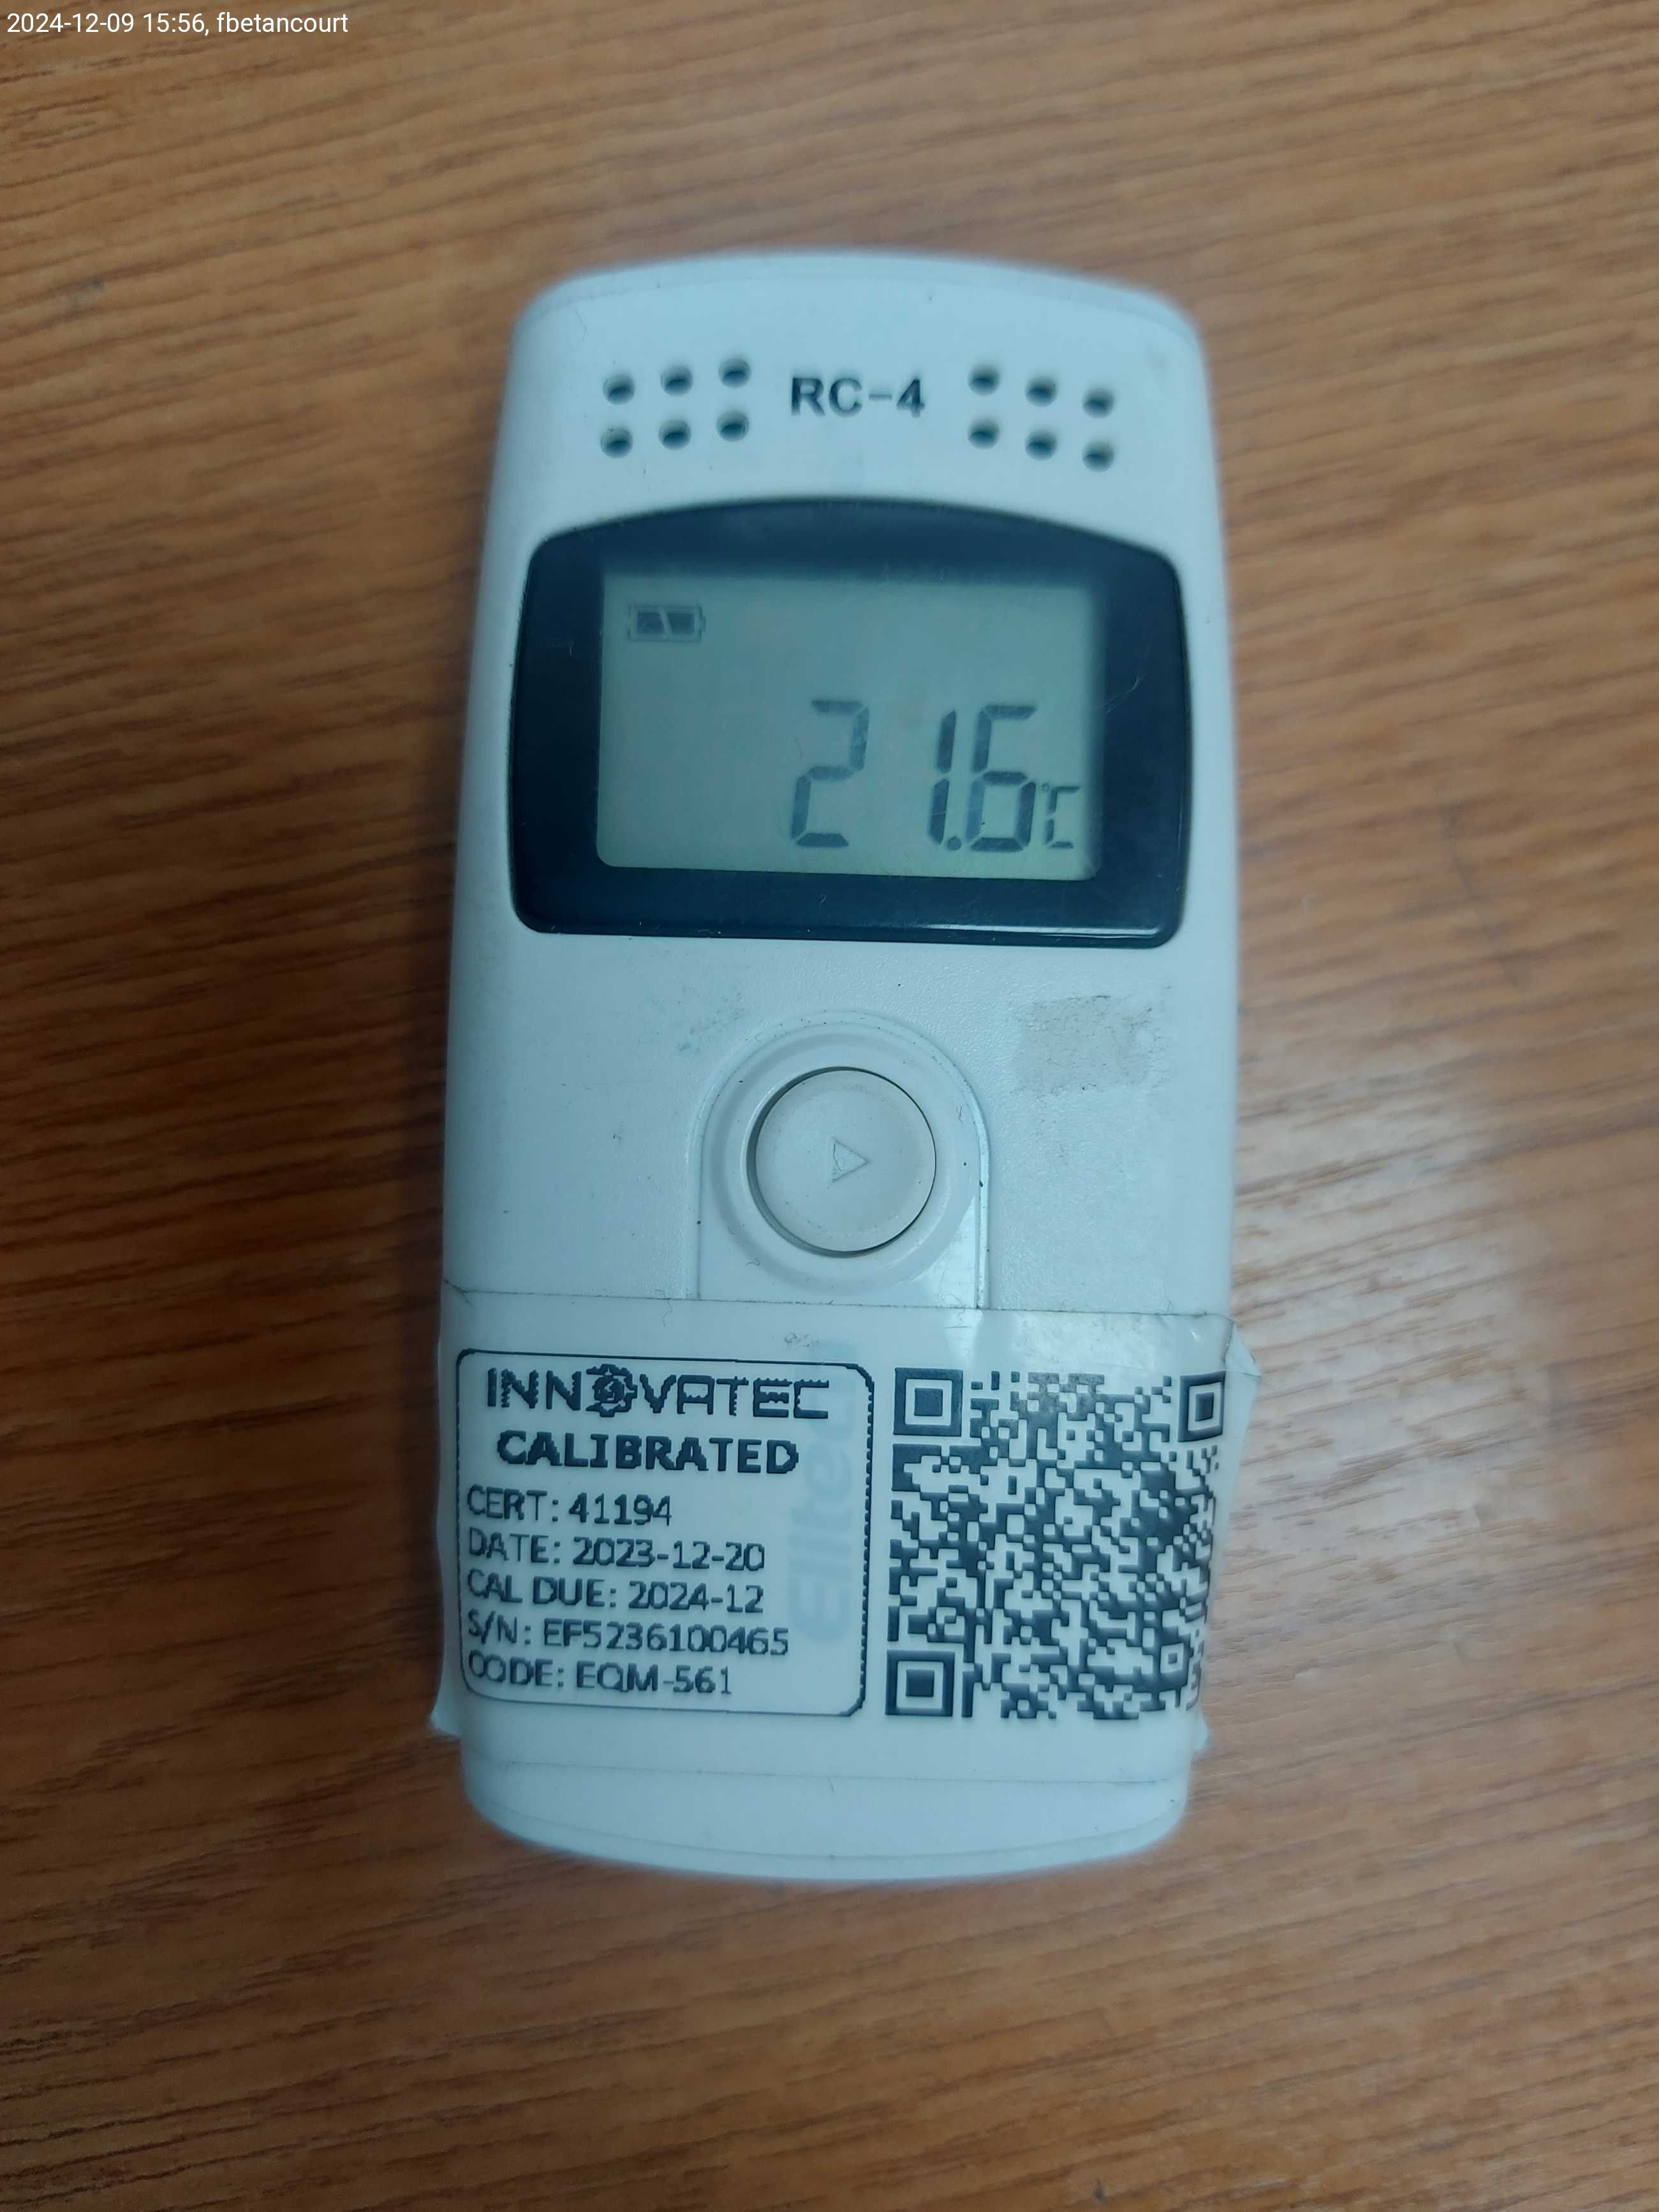 2024-12-09 15:56, fbetancourt
RC-4
21.6°C
INNOVATEC
CALIBRATED
CERT: 41194
DATE: 2023-12-20
CAL DUE: 2024-12
S/N: EF5236100465
CODE: EQM-561
Elitech